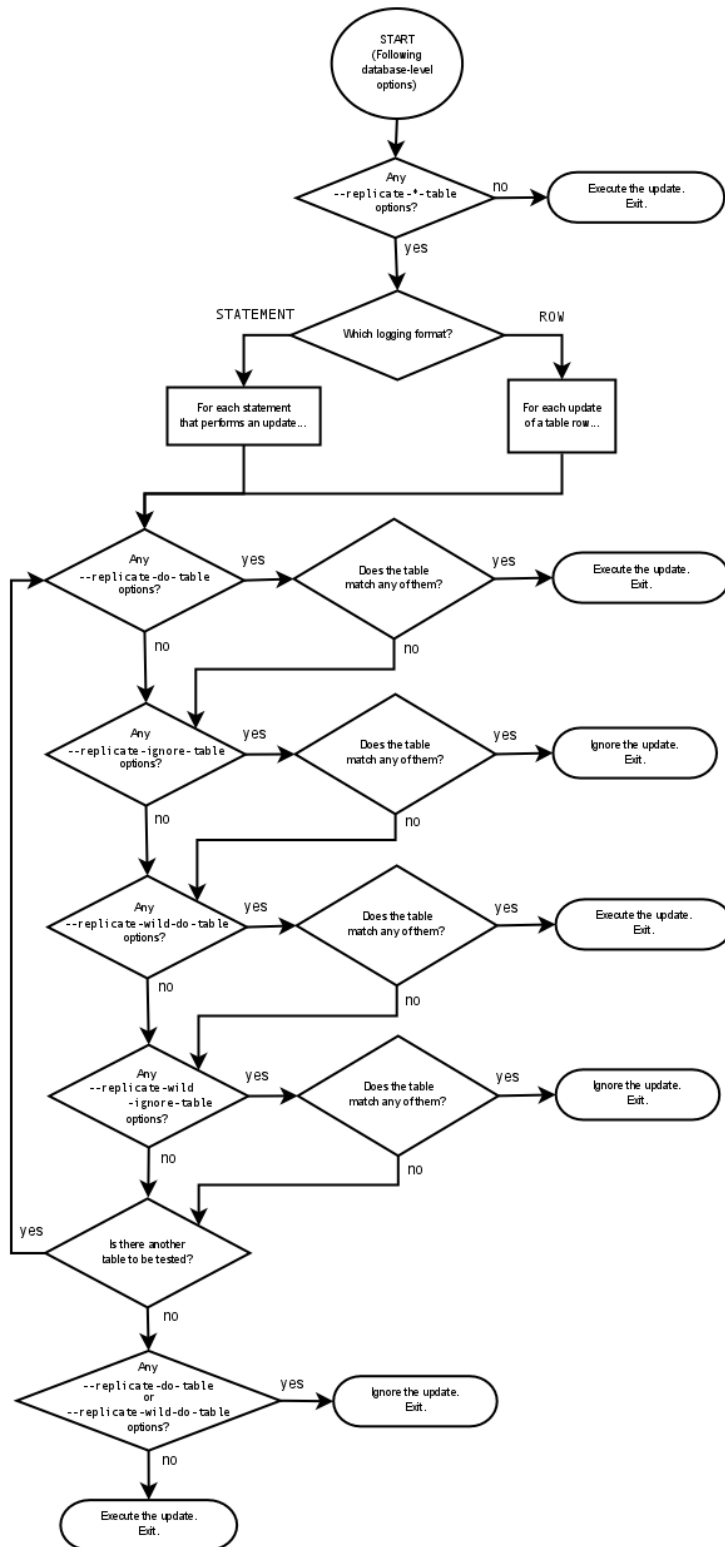 START
(Following
database-level
options)
Any
--replicate-*-table
options?
no
Execute the update.
Exit.
yes
Which logging format?
STATEMENT
ROW
For each statement
that performs an update...
For each update
of a table row...
Any
--replicate-do-table
options?
yes
Does the table
match any of them?
yes
Execute the update.
Exit.
no
no
Any
--replicate-ignore-table
options?
yes
Does the table
match any of them?
yes
Ignore the update.
Exit.
no
no
Any
--replicate-wild-do-table
options?
yes
Does the table
match any of them?
yes
Execute the update.
Exit.
no
no
Any
--replicate-wild
-ignore-table
options?
yes
Does the table
match any of them?
yes
Ignore the update.
Exit.
no
no
yes
Is there another
table to be tested?
no
Any
--replicate-do-table
or
--replicate-wild-do-table
options?
yes
Ignore the update.
Exit.
no
Execute the update.
Exit.